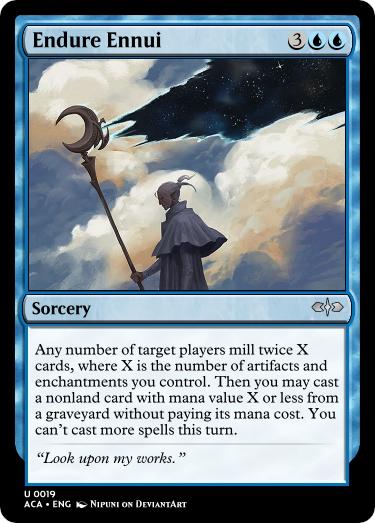 Endure Ennui 3
Sorcery
Any number of target players mill twice X
cards, where X is the number of artifacts and
enchantments you control. Then you may cast
a nonland card with mana value X or less from
a graveyard without paying its mana cost. You
can’t cast more spells this turn.
“Look upon my works.”
U 0019
ACA • ENG Nipuni on DeviantArt